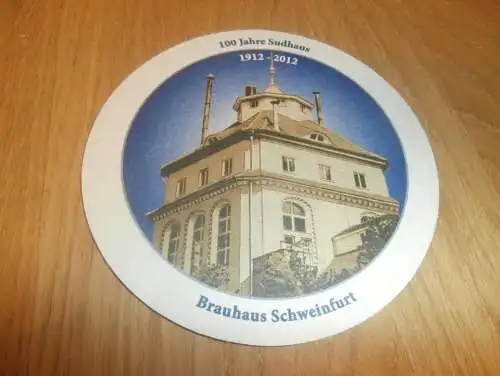 100 Jahre Sudhaus
1912 - 2012
Brauhaus Schweinfurt